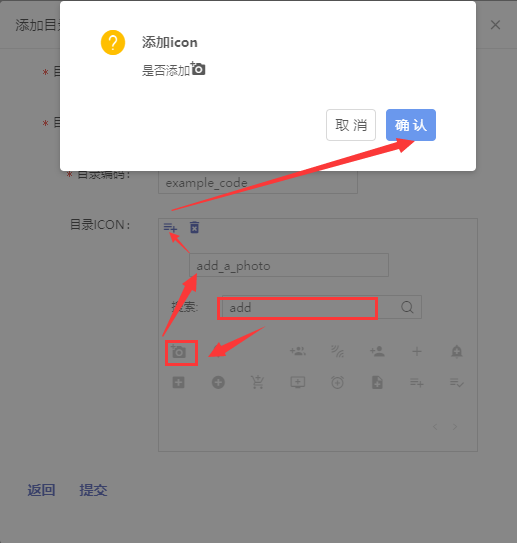 添加目
添加icon
是否添加
取 消
确 认
* 目
* 目
* 目录编码：
example_code
目录ICON：
add_a_photo
搜索:
add
返回
提交